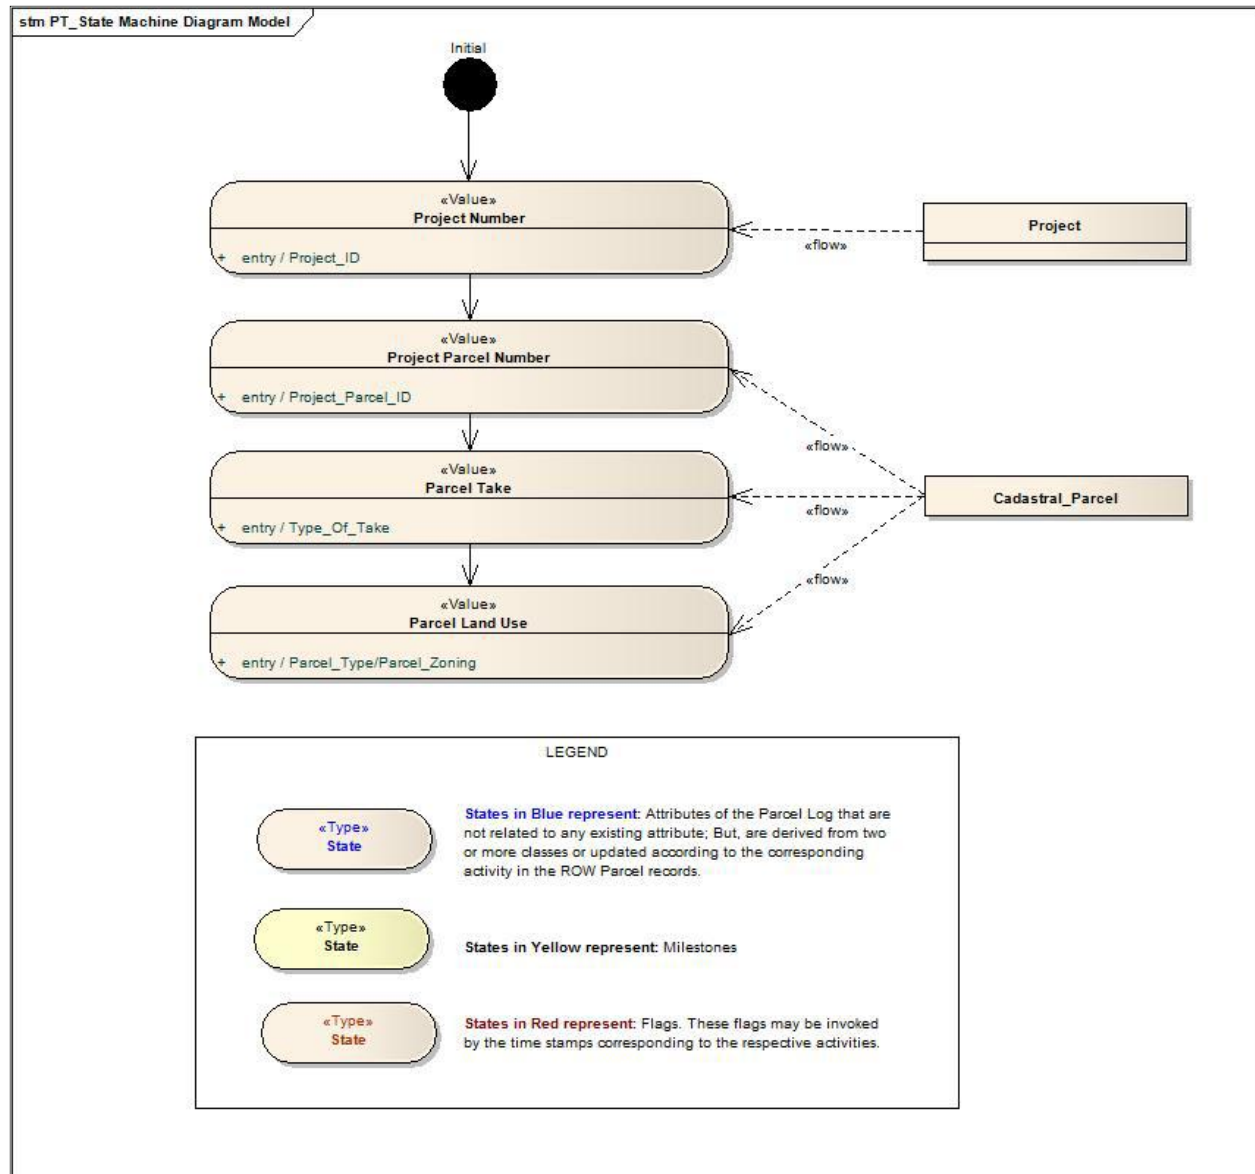 stm PT_State Machine Diagram Model
Initial
«Value»
Project Number
+ entry / Project_ID
«flow»
Project
«Value»
Project Parcel Number
+ entry / Project_Parcel_ID
«flow»
«Value»
Parcel Take
+ entry / Type_Of_Take
«flow»
Cadastral_Parcel
«flow»
«Value»
Parcel Land Use
+ entry / Parcel_Type/Parcel_Zoning
LEGEND
«Type»
State
States in Blue represent: Attributes of the Parcel Log that are
not related to any existing attribute; But, are derived from two
or more classes or updated according to the corresponding
activity in the ROW Parcel records.
«Type»
State
States in Yellow represent: Milestones
«Type»
State
States in Red represent: Flags. These flags may be invoked
by the time stamps corresponding to the respective activities.